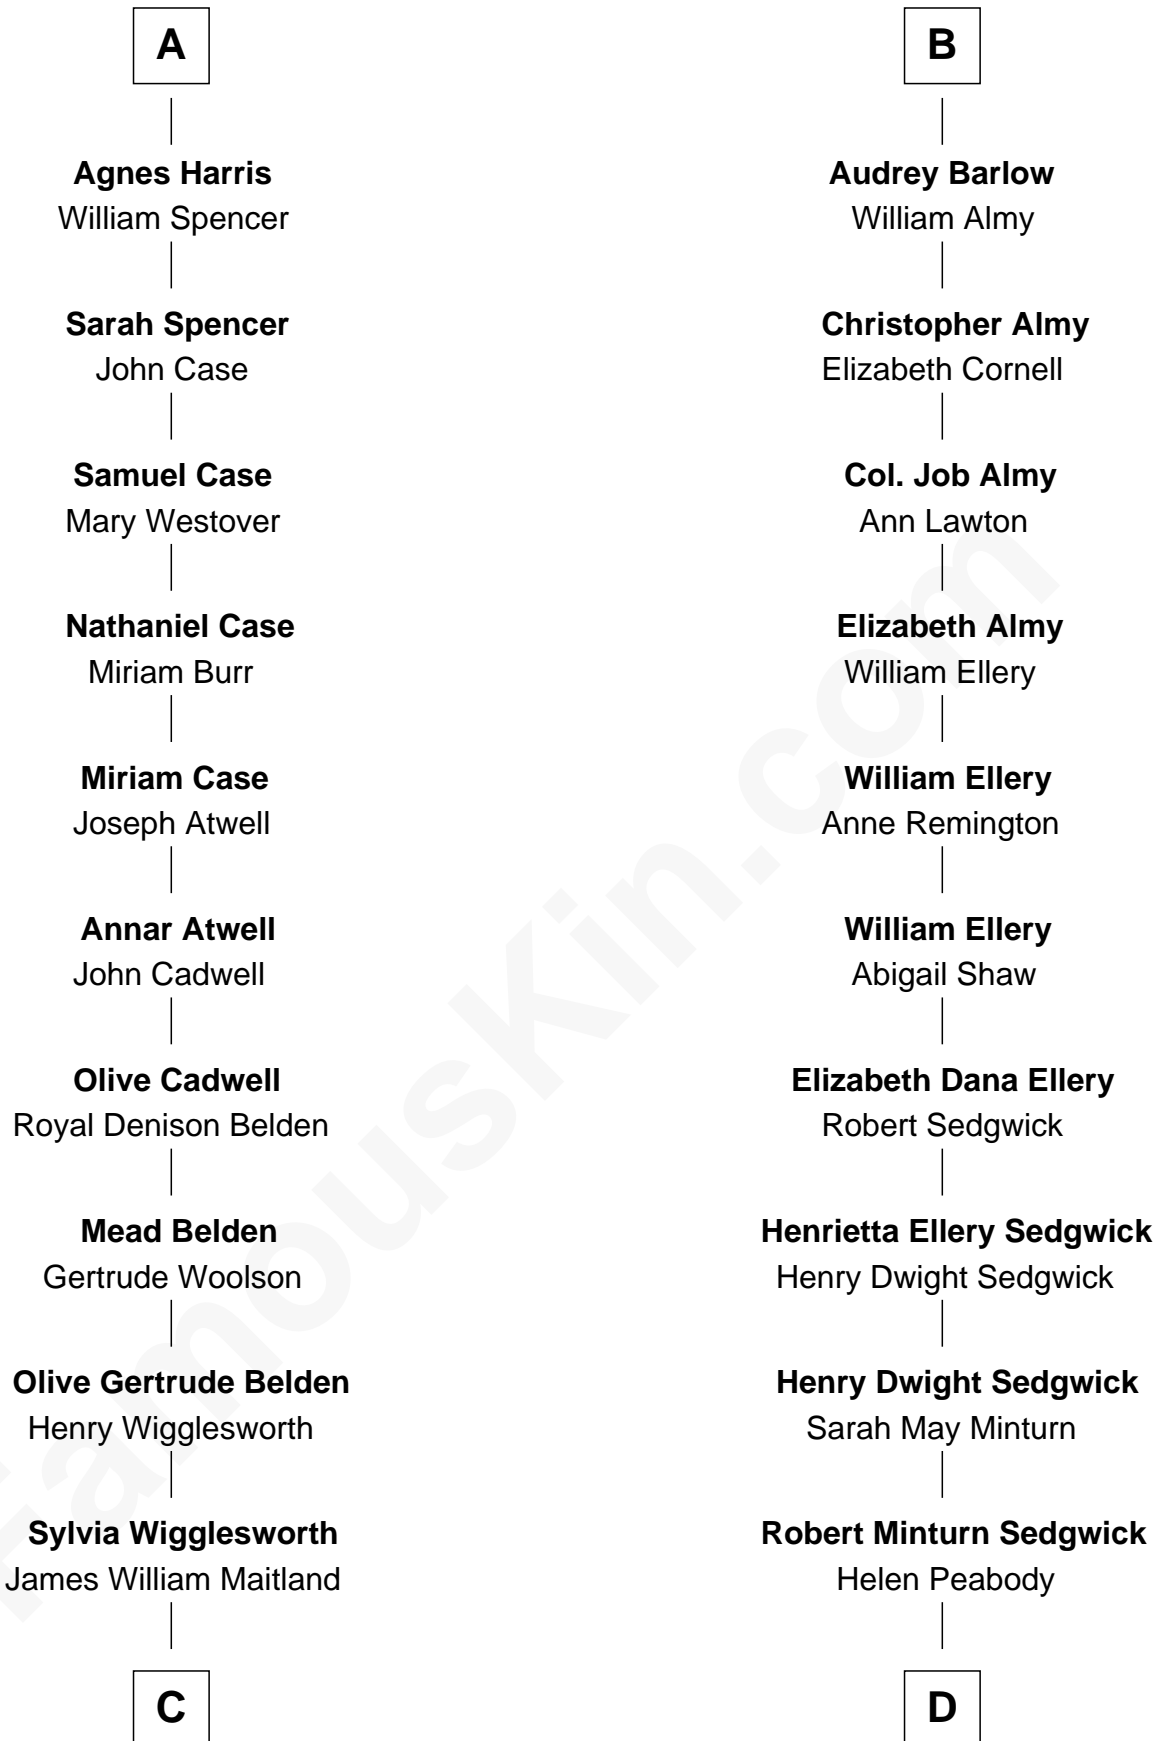 A
Agnes Harris
William Spencer
Sarah Spencer
John Case
Samuel Case
Mary Westover
Nathaniel Case
Miriam Burr
Miriam Case
Joseph Atwell
Annar Atwell
John Cadwell
Olive Cadwell
Royal Denison Belden
Mead Belden
Gertrude Woolson
Olive Gertrude Belden
Henry Wigglesworth
Sylvia Wigglesworth
James William Maitland
C
B
Audrey Barlow
William Almy
Christopher Almy
Elizabeth Cornell
Col. Job Almy
Ann Lawton
Elizabeth Almy
William Ellery
William Ellery
Anne Remington
William Ellery
Abigail Shaw
Elizabeth Dana Ellery
Robert Sedgwick
Henrietta Ellery Sedgwick
Henry Dwight Sedgwick
Henry Dwight Sedgwick
Sarah May Minturn
Robert Minturn Sedgwick
Helen Peabody
D
FamousKin.com